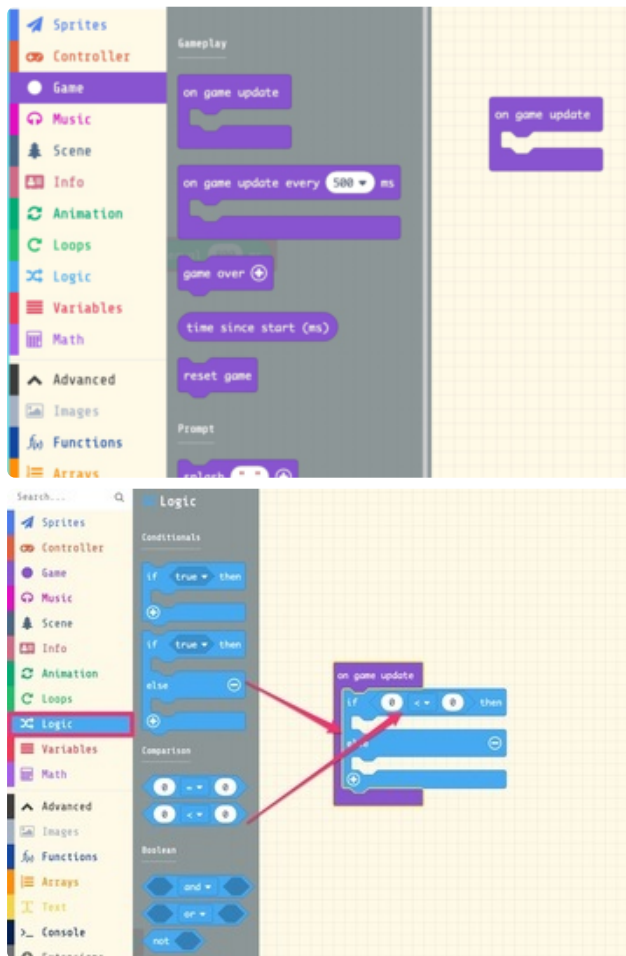 Sprites
Controller
Game
Music
Scene
Info
Animation
Loops
Logic
Variables
Math
Advanced
Images
Functions
Arrays
Gameplay
on game update
on game update every 500 ms
game over
time since start (ms)
reset game
Prompt
splash " "
on game update
Search...
Sprites
Controller
Game
Music
Scene
Info
Animation
Loops
Logic
Variables
Math
Advanced
Images
Functions
Arrays
Text
Console
Extensions
Logic
Conditionals
if true then
if true then
else
Comparison
0 = 0
0 < 0
Boolean
and
or
not
on game update
if 0 < 0 then
else